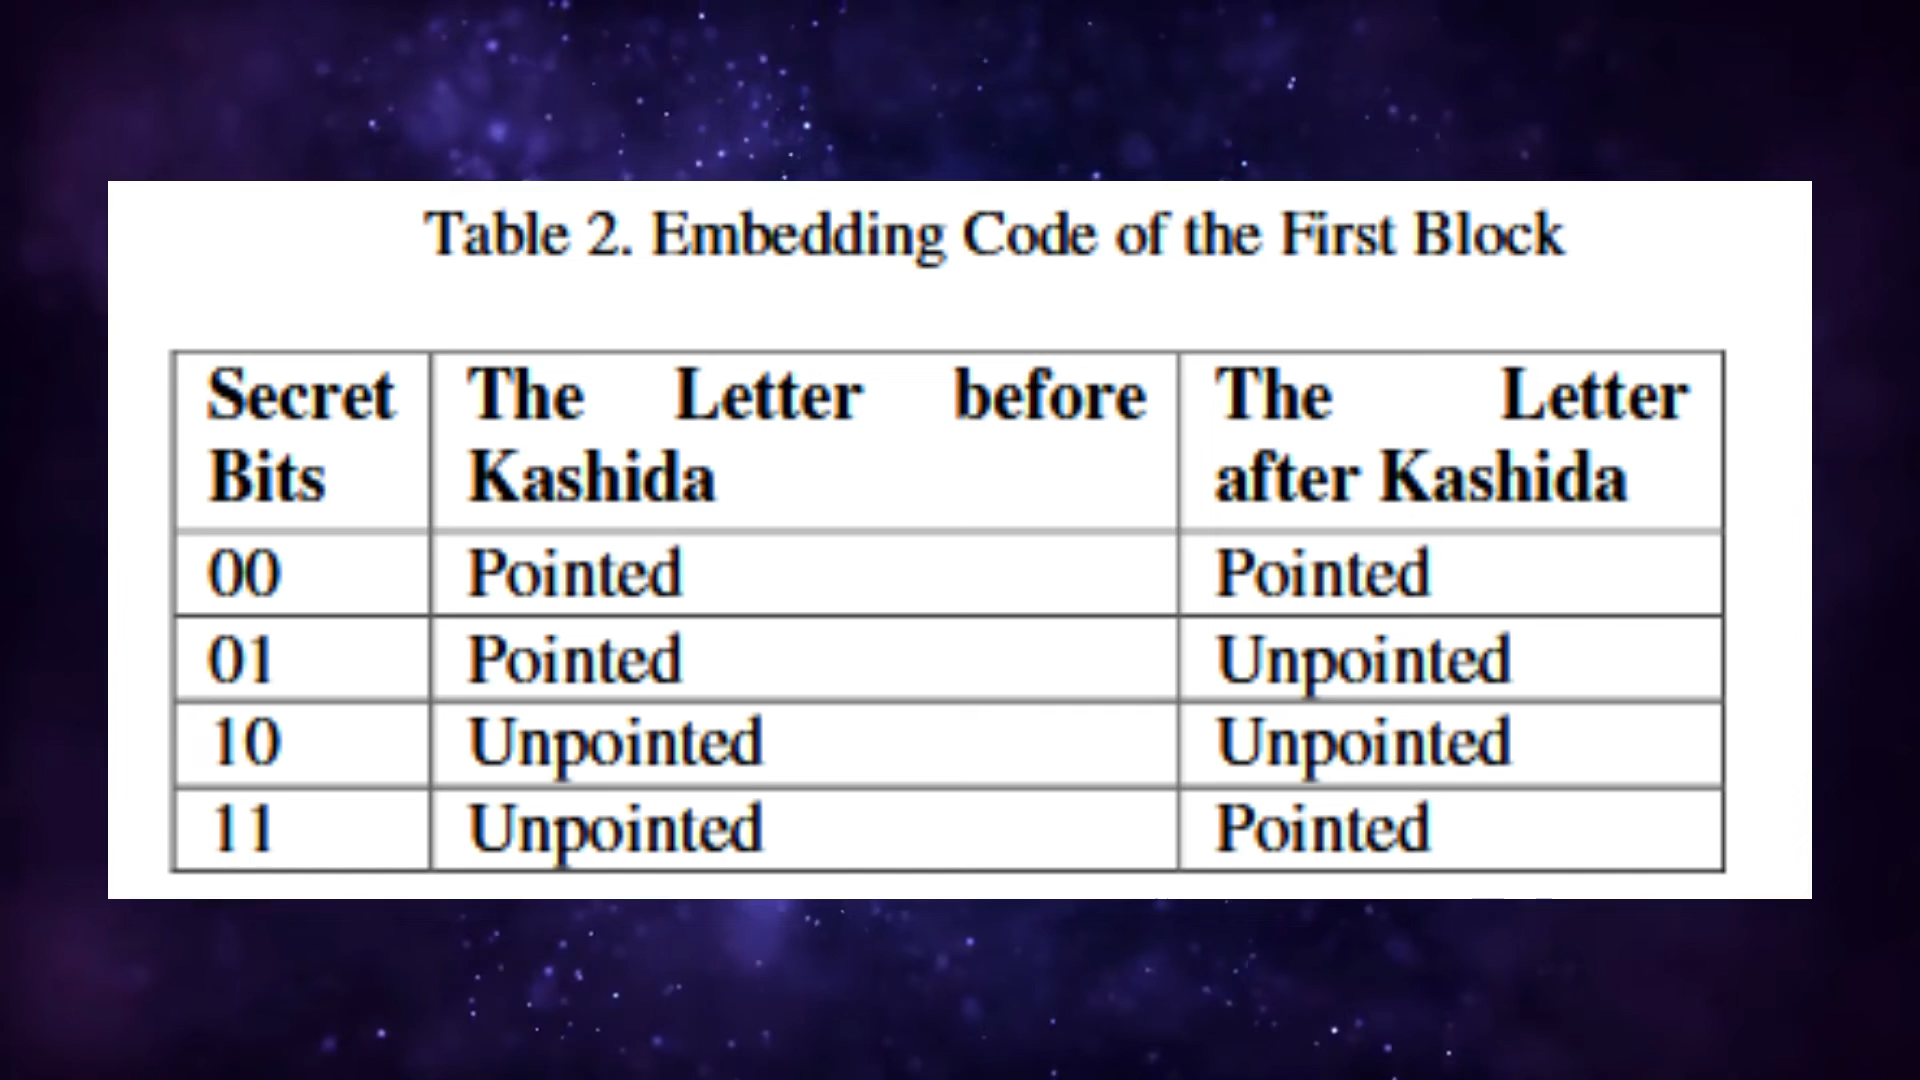 Table 2. Embedding Code of the First Block
Secret Bits | The Letter before Kashida | The Letter after Kashida
00 | Pointed | Pointed
01 | Pointed | Unpointed
10 | Unpointed | Unpointed
11 | Unpointed | Pointed